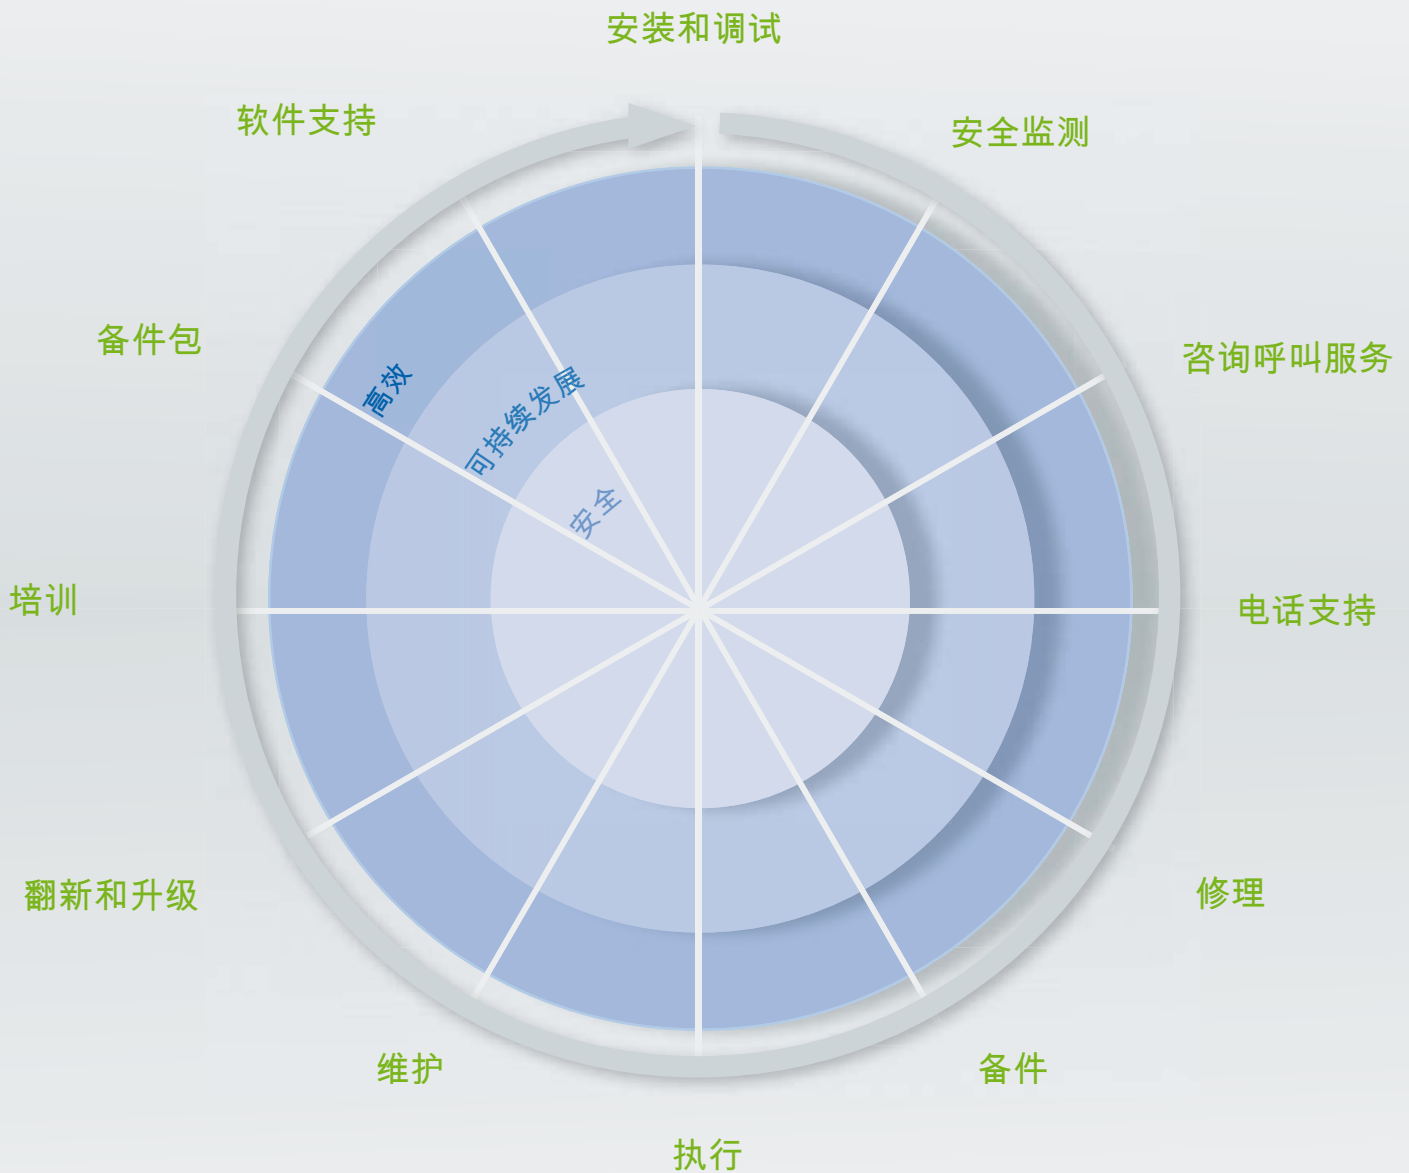 安装和调试
软件支持
安全监测
备件包
咨询呼叫服务
高效
可持续发展
安全
培训
电话支持
翻新和升级
修理
维护
备件
执行